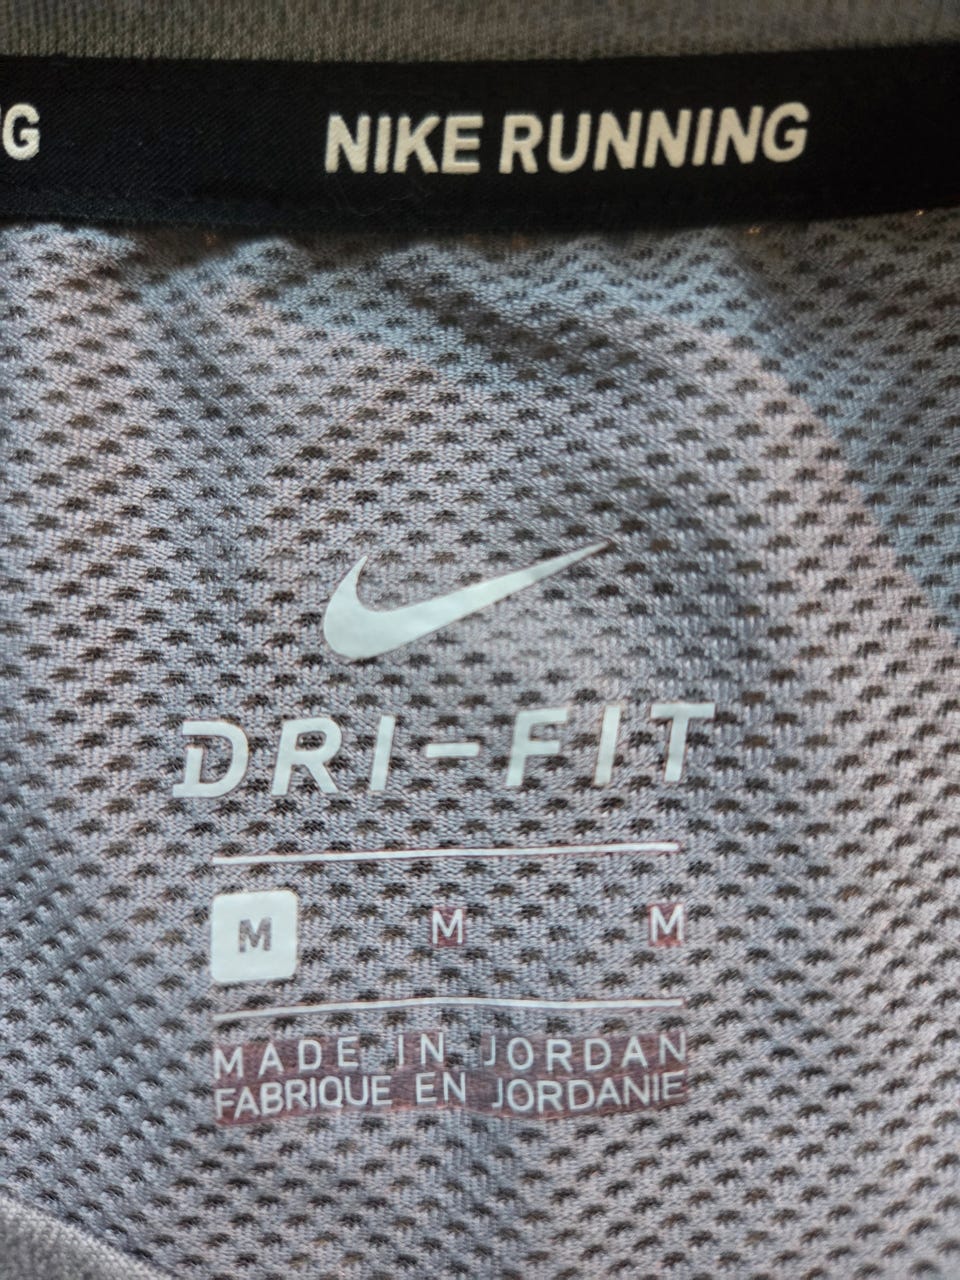 G NIKE RUNNING
DRI-FIT
M M M
MADE IN JORDAN
FABRIQUE EN JORDANIE